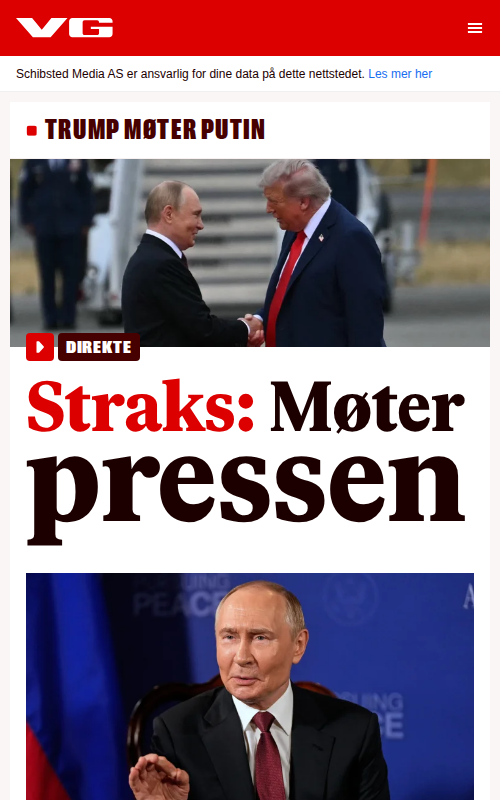 VG
Schibsted Media AS er ansvarlig for dine data på dette nettstedet. Les mer her
TRUMP MØTER PUTIN
DIREKTE
Straks: Møter
pressen
PEACE